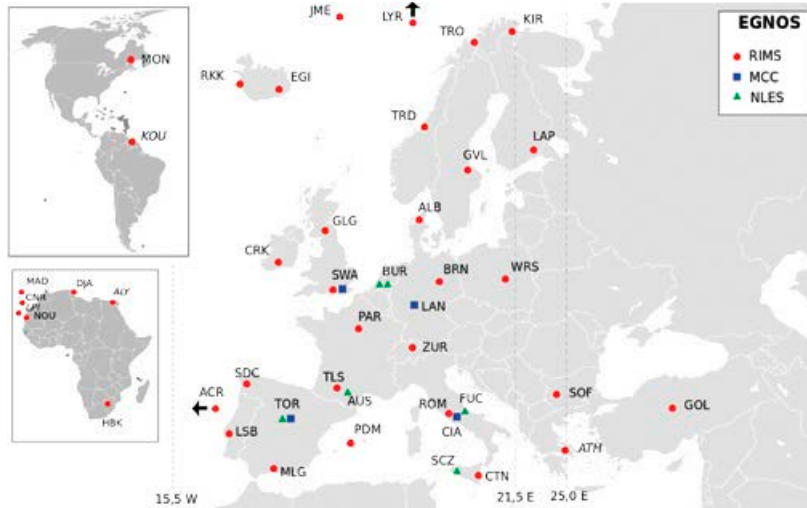 JME
LYR
TRO
KIR
EGNOS
RIMS
MCC
NLES
MON
KOU
RKK
EGI
TRD
LAP
GVL
ALB
GLG
CRK
SWA
BUR
BRN
WRS
LAN
PAR
ZUR
MAD
DJA
ALY
CNR
LPI
NOU
HBK
SDC
TLS
AUS
ACR
TOR
ROM
FUC
CIA
SOF
GOL
LSB
PDM
ATH
MLG
SCZ
CTN
15,5 W
21,5 E
25,0 E